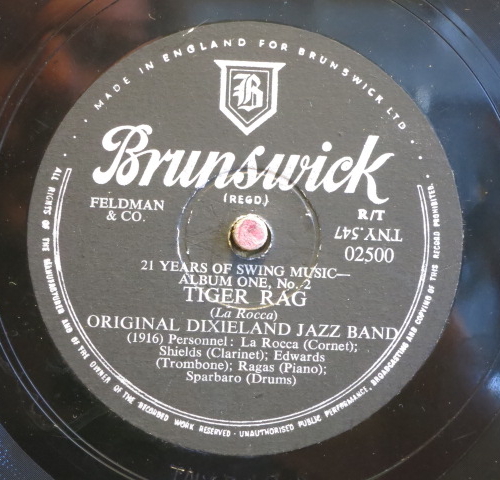 MADE IN ENGLAND FOR BRUNSWICK LTD.
B
Brunswick
(REGD.)
FELDMAN
& CO.
R/T
TNY.547
02500
21 YEARS OF SWING MUSIC—
ALBUM ONE, No. 2
TIGER RAG
(La Rocca)
ORIGINAL DIXIELAND JAZZ BAND
(1916) Personnel: La Rocca (Cornet);
Shields (Clarinet); Edwards
(Trombone); Ragas (Piano);
Sparbaro (Drums)
ALL RIGHTS OF THE MANUFACTURER AND OF THE OWNER OF THE RECORDED WORK RESERVED · UNAUTHORISED PUBLIC PERFORMANCE, BROADCASTING AND COPYING OF THIS RECORD PROHIBITED.